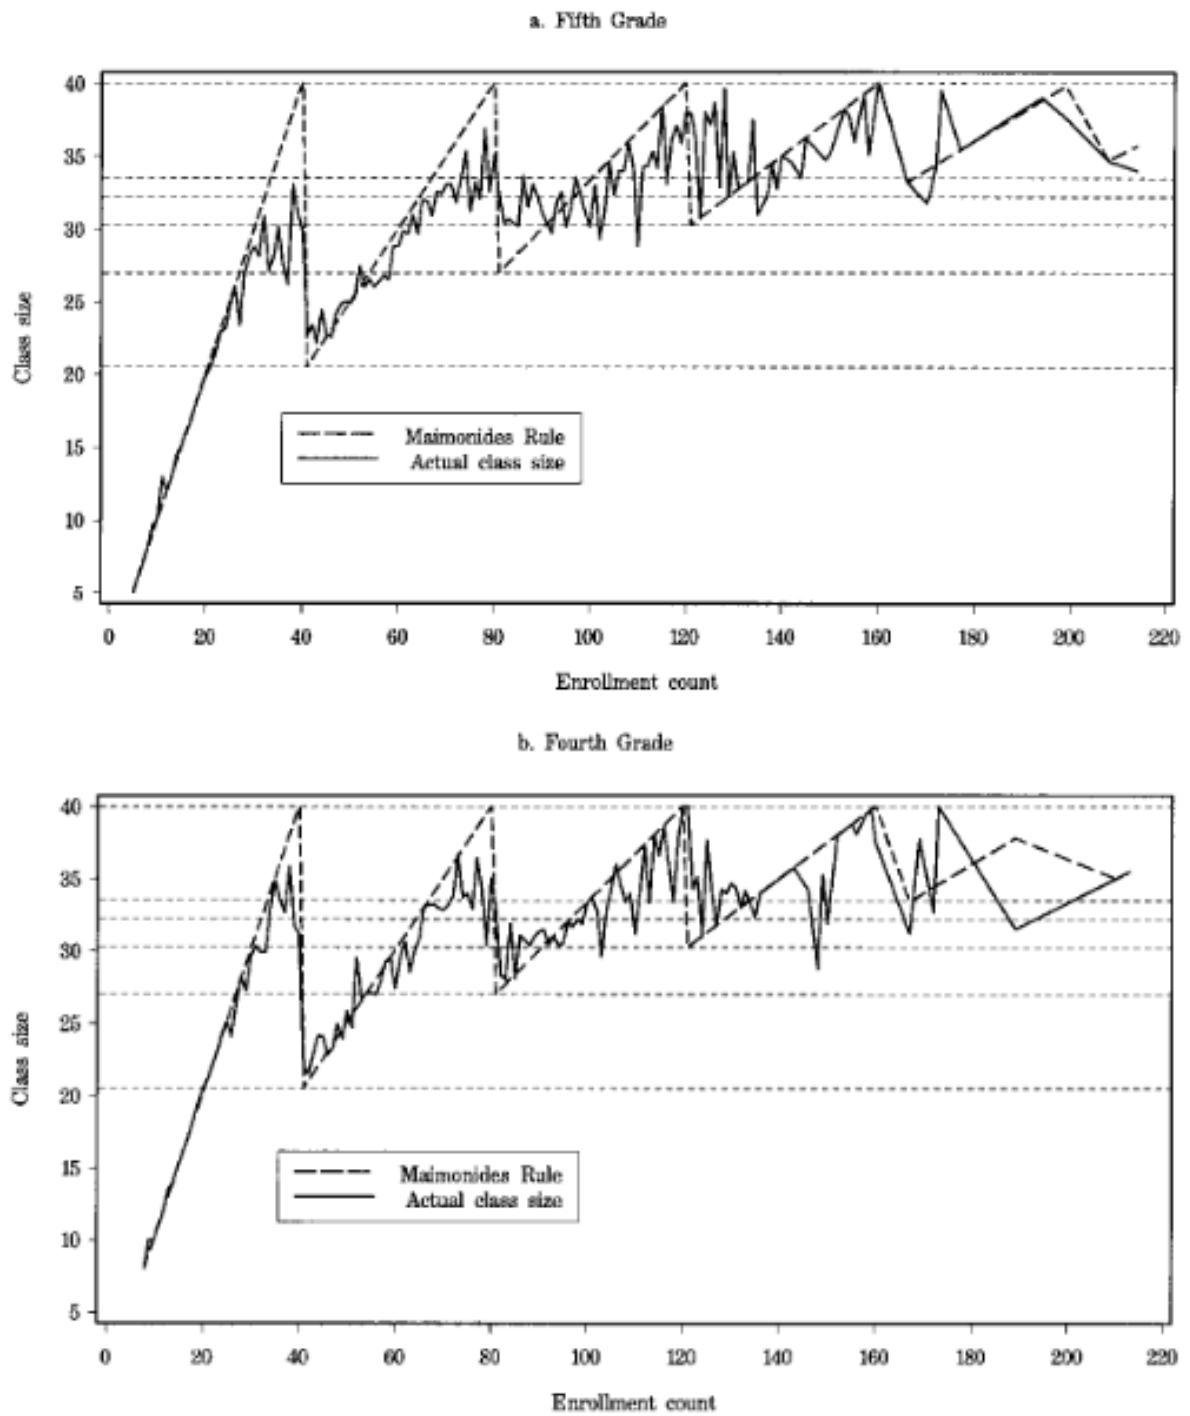 a. Fifth Grade
40
35
30
25
20
15
10
5
Class size
Maimonides Rule
Actual class size
0 20 40 60 80 100 120 140 160 180 200 220
Enrollment count
b. Fourth Grade
40
35
30
25
20
15
10
5
Class size
Maimonides Rule
Actual class size
0 20 40 60 80 100 120 140 160 180 200 220
Enrollment count